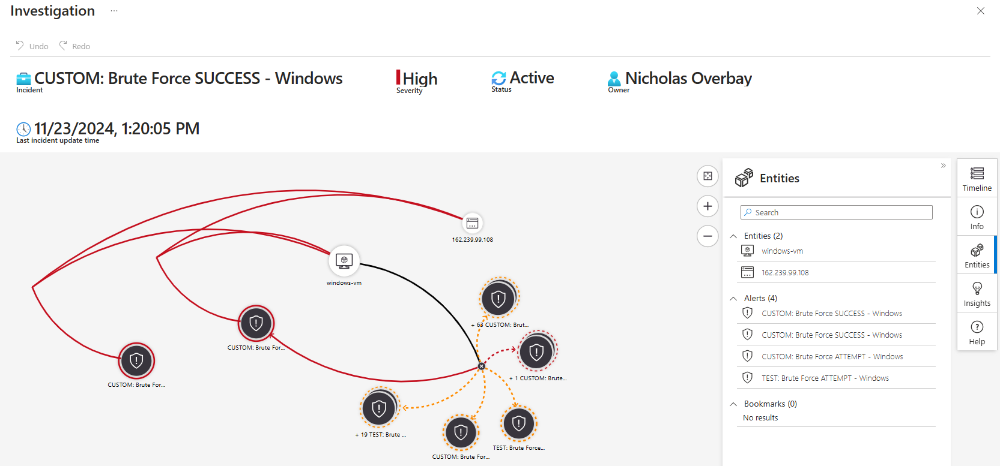 Investigation ...
Undo Redo
CUSTOM: Brute Force SUCCESS - Windows
Incident
High
Severity
Active
Status
Nicholas Overbay
Owner
11/23/2024, 1:20:05 PM
Last incident update time
162.239.99.108
windows-vm
+ 63 CUSTOM: Brut...
CUSTOM: Brute For...
+ 1 CUSTOM: Brute...
CUSTOM: Brute For...
+ 19 TEST: Brute ...
TEST: Brute Force...
CUSTOM: Brute For...
Entities
Search
Entities (2)
windows-vm
162.239.99.108
Alerts (4)
CUSTOM: Brute Force SUCCESS - Windows
CUSTOM: Brute Force SUCCESS - Windows
CUSTOM: Brute Force ATTEMPT - Windows
TEST: Brute Force ATTEMPT - Windows
Bookmarks (0)
No results
Timeline
Info
Entities
Insights
Help